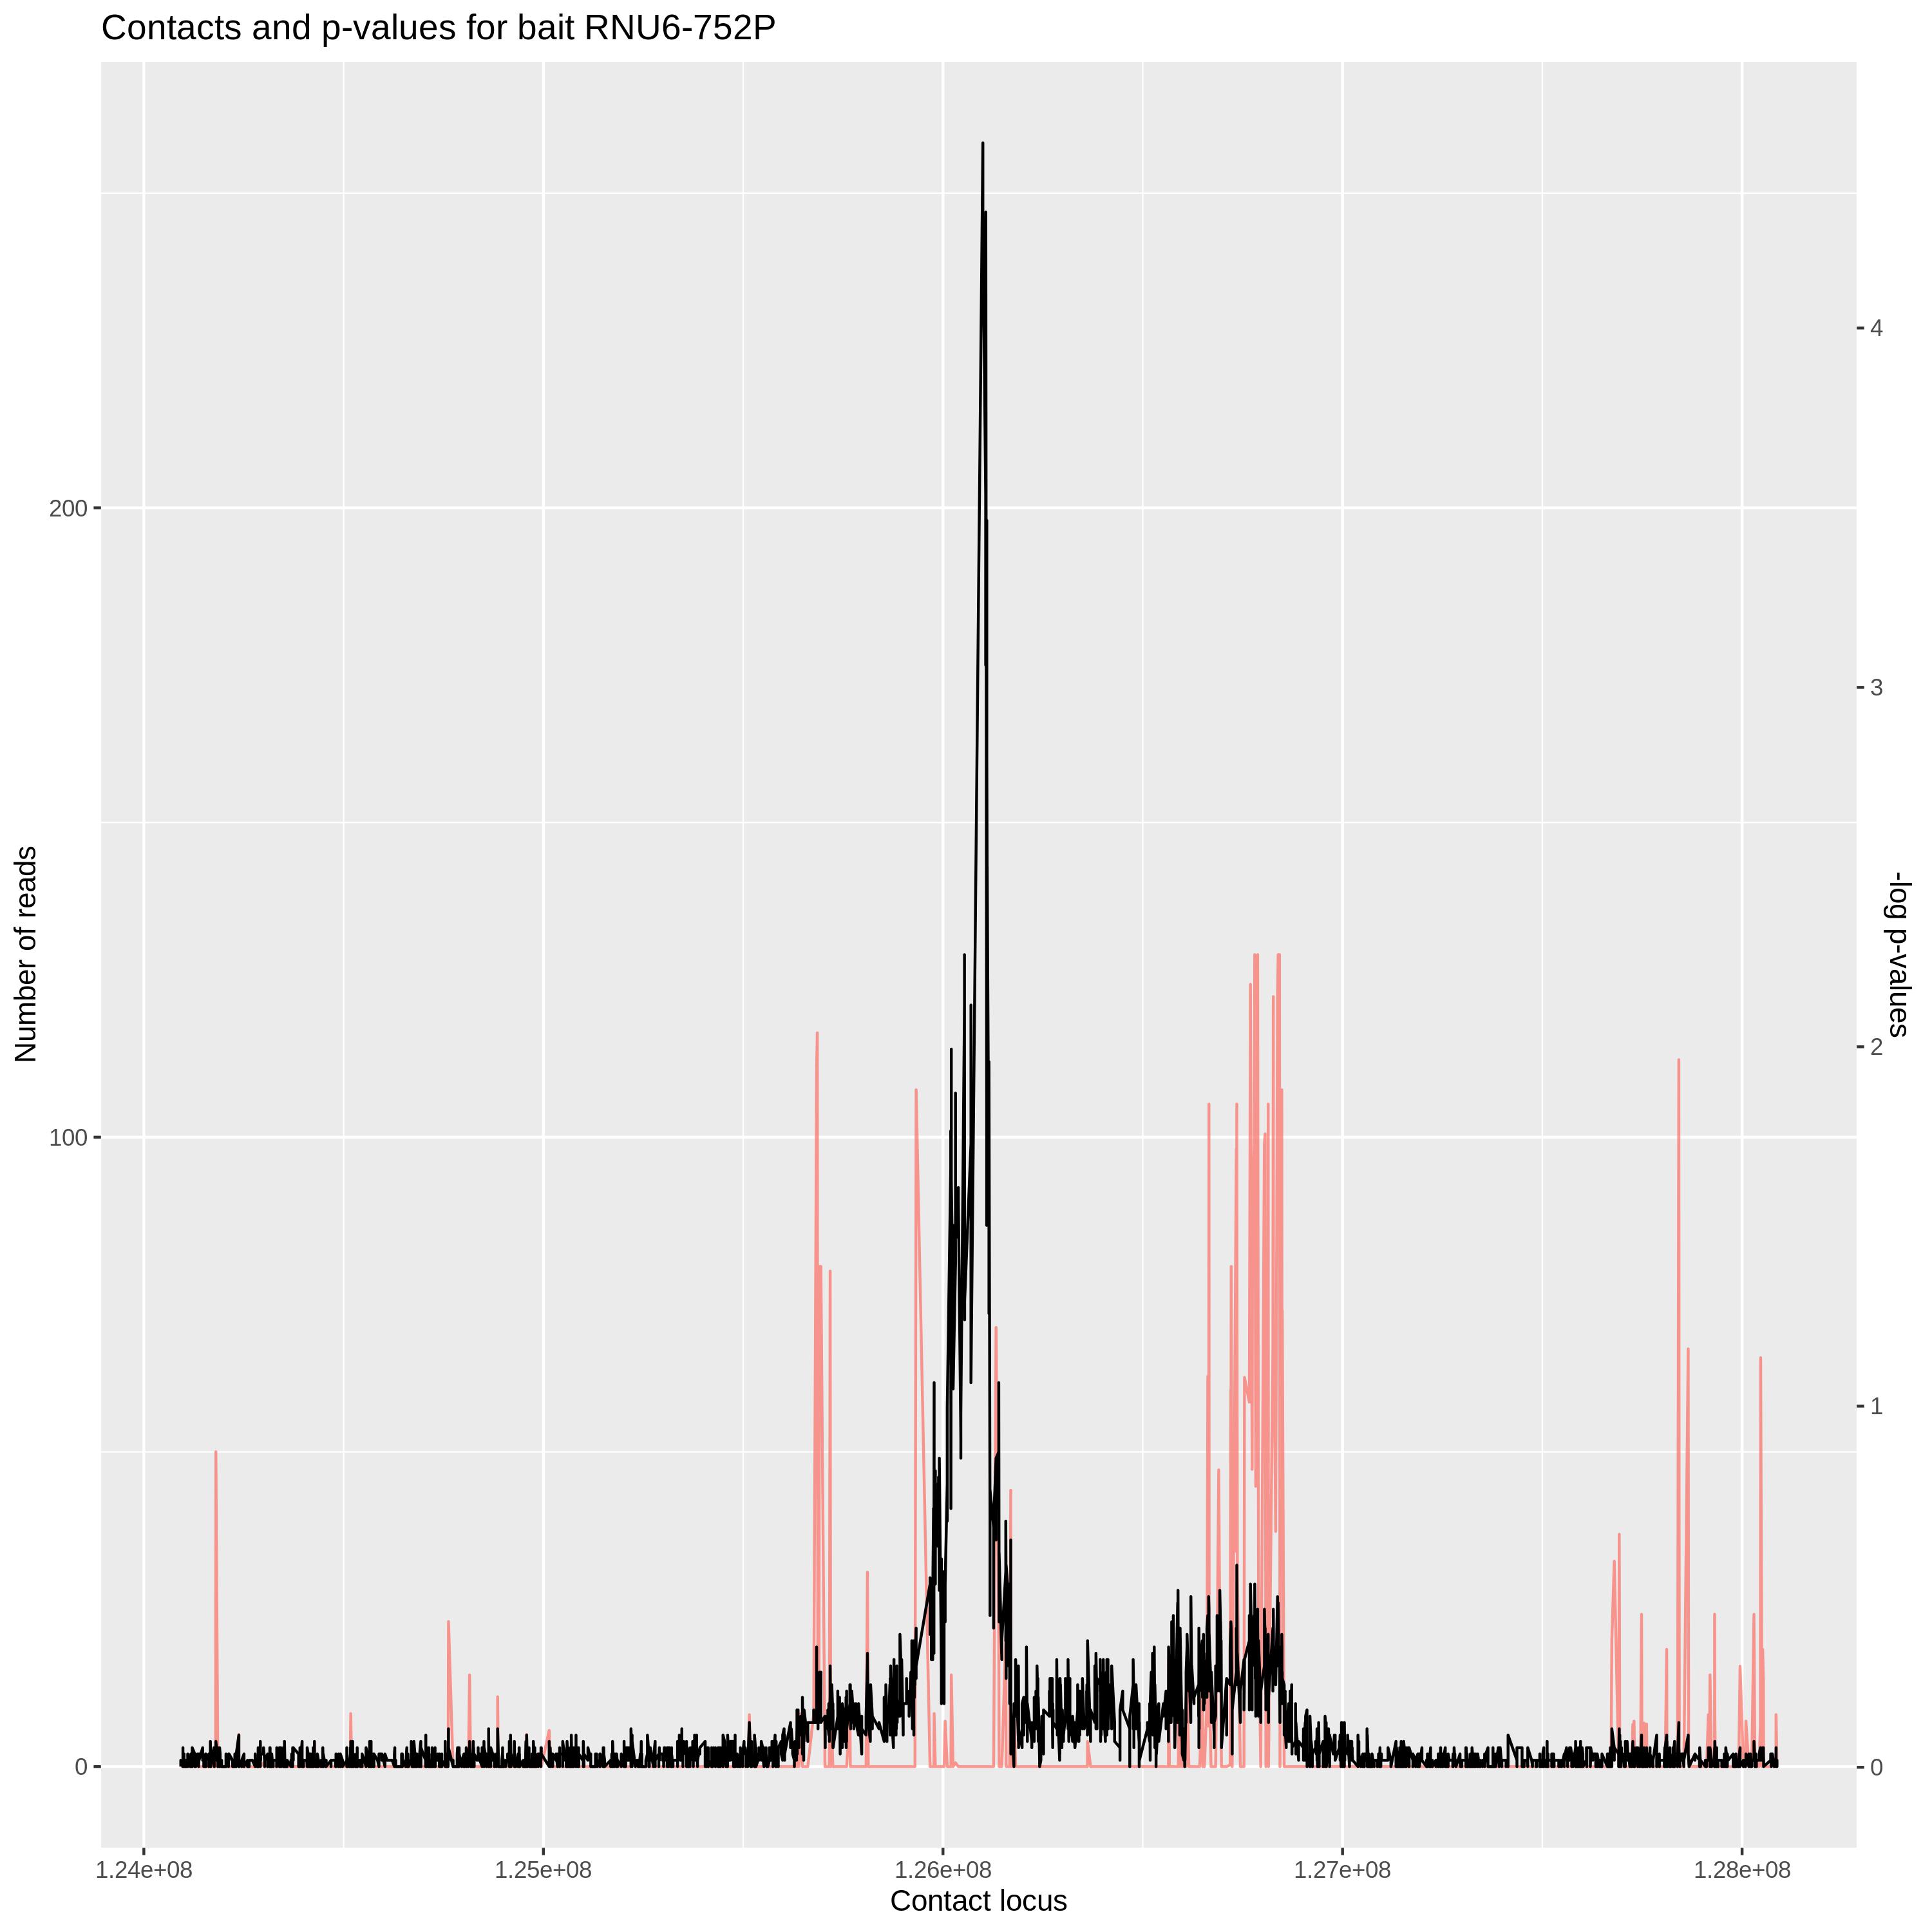 Contacts and p-values for bait RNU6-752P
Number of reads
200
100
0
4
3
2
1
0
-log p-values
1.24e+08
1.25e+08
1.26e+08
1.27e+08
1.28e+08
Contact locus